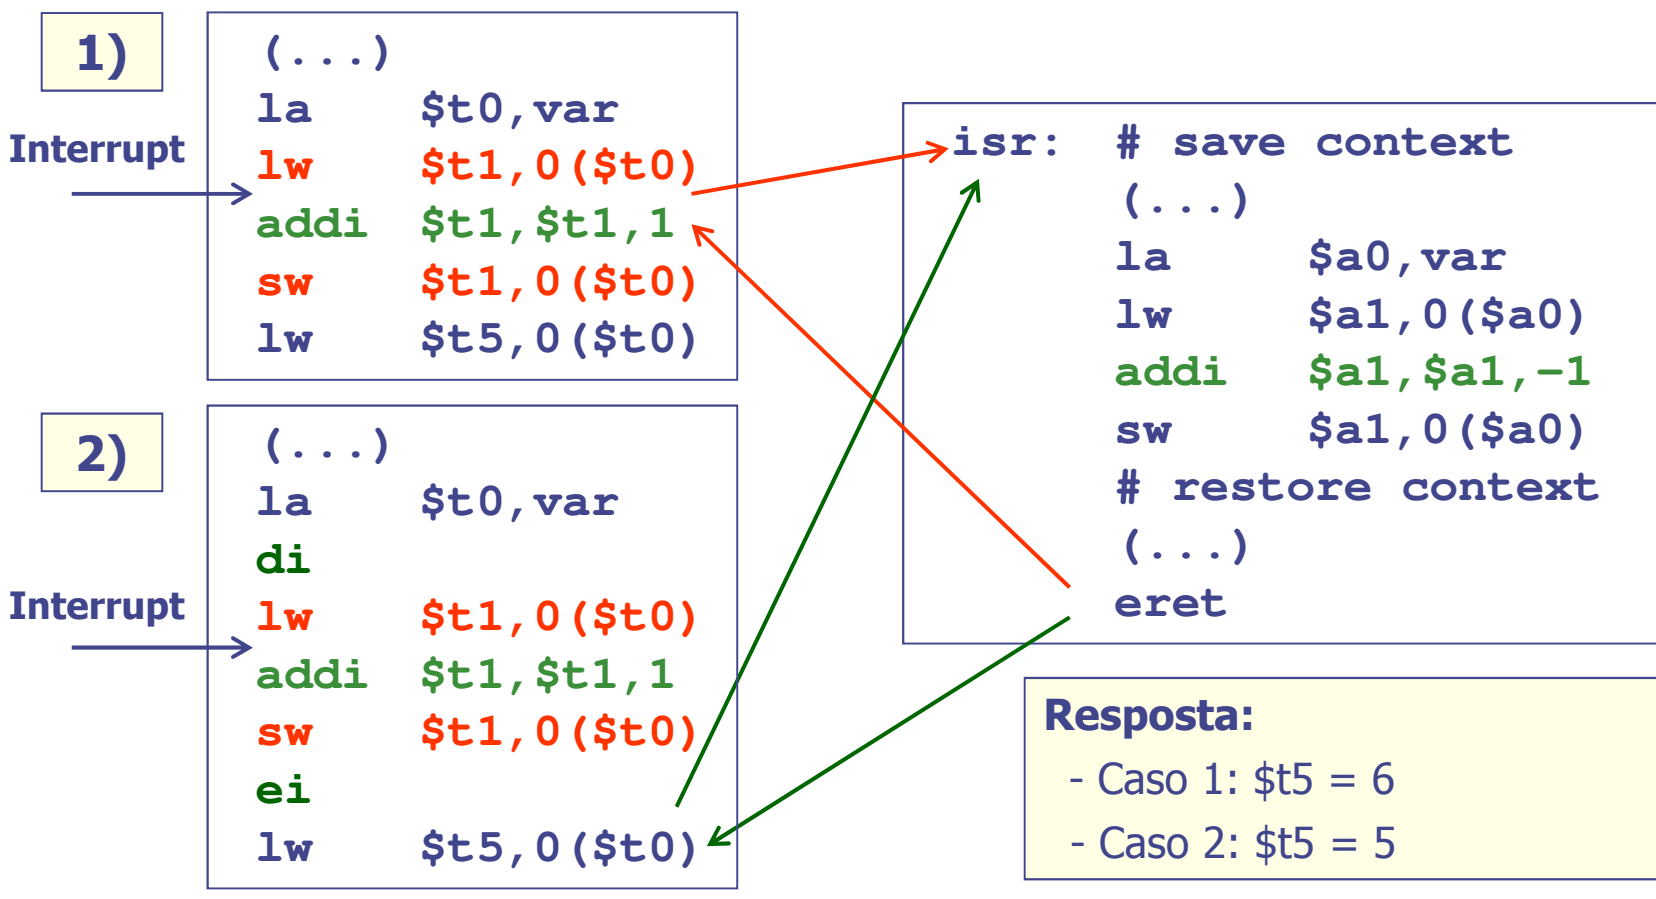 1)
(...)
la $t0,var
Interrupt
lw $t1,0($t0)
addi $t1,$t1,1
sw $t1,0($t0)
lw $t5,0($t0)
2)
(...)
la $t0,var
di
Interrupt
lw $t1,0($t0)
addi $t1,$t1,1
sw $t1,0($t0)
ei
lw $t5,0($t0)
isr: # save context
(...)
la $a0,var
lw $a1,0($a0)
addi $a1,$a1,-1
sw $a1,0($a0)
# restore context
(...)
eret
Resposta:
- Caso 1: $t5 = 6
- Caso 2: $t5 = 5